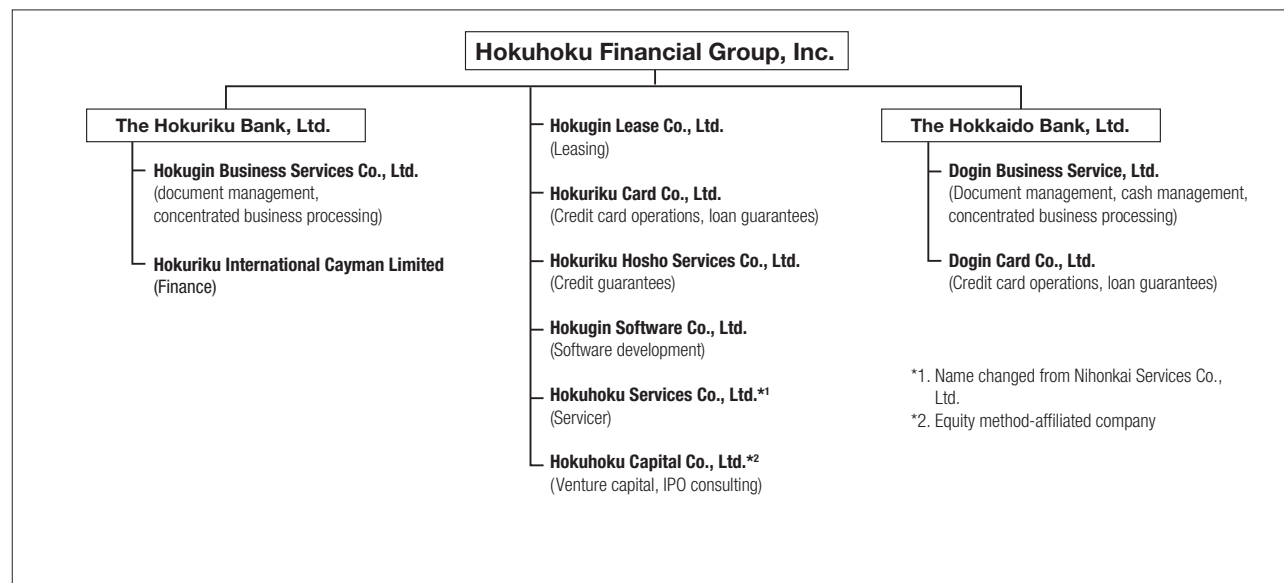 Hokuhoku Financial Group, Inc.
The Hokuriku Bank, Ltd.
Hokugin Business Services Co., Ltd.
(document management,
concentrated business processing)
Hokuriku International Cayman Limited
(Finance)
Hokugin Lease Co., Ltd.
(Leasing)
Hokuriku Card Co., Ltd.
(Credit card operations, loan guarantees)
Hokuriku Hosho Services Co., Ltd.
(Credit guarantees)
Hokugin Software Co., Ltd.
(Software development)
Hokuhoku Services Co., Ltd.*1
(Servicer)
Hokuhoku Capital Co., Ltd.*2
(Venture capital, IPO consulting)
The Hokkaido Bank, Ltd.
Dogin Business Service, Ltd.
(Document management, cash management,
concentrated business processing)
Dogin Card Co., Ltd.
(Credit card operations, loan guarantees)
*1. Name changed from Nihonkai Services Co.,
Ltd.
*2. Equity method-affiliated company